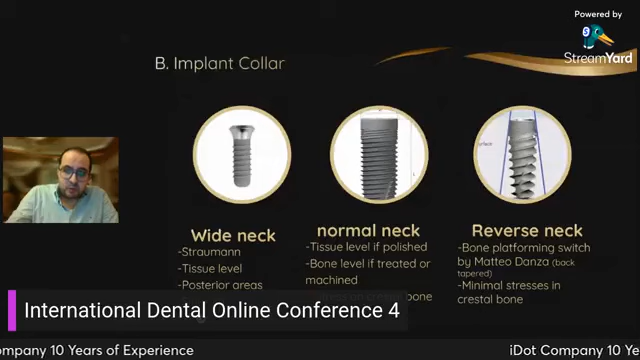 Powered by
StreamYard
B. Implant Collar
Wide neck
-Straumann
-Tissue level
-Posterior areas
normal neck
-Tissue level if polished
-Bone level if treated or
machined
bone
Reverse neck
-Bone platforming switch
by Matteo Danza (back
tapered)
-Minimal stresses in
crestal bone
International Dental Online Conference 4
ompany 10 Years of Experience
iDot Company 10 Ye